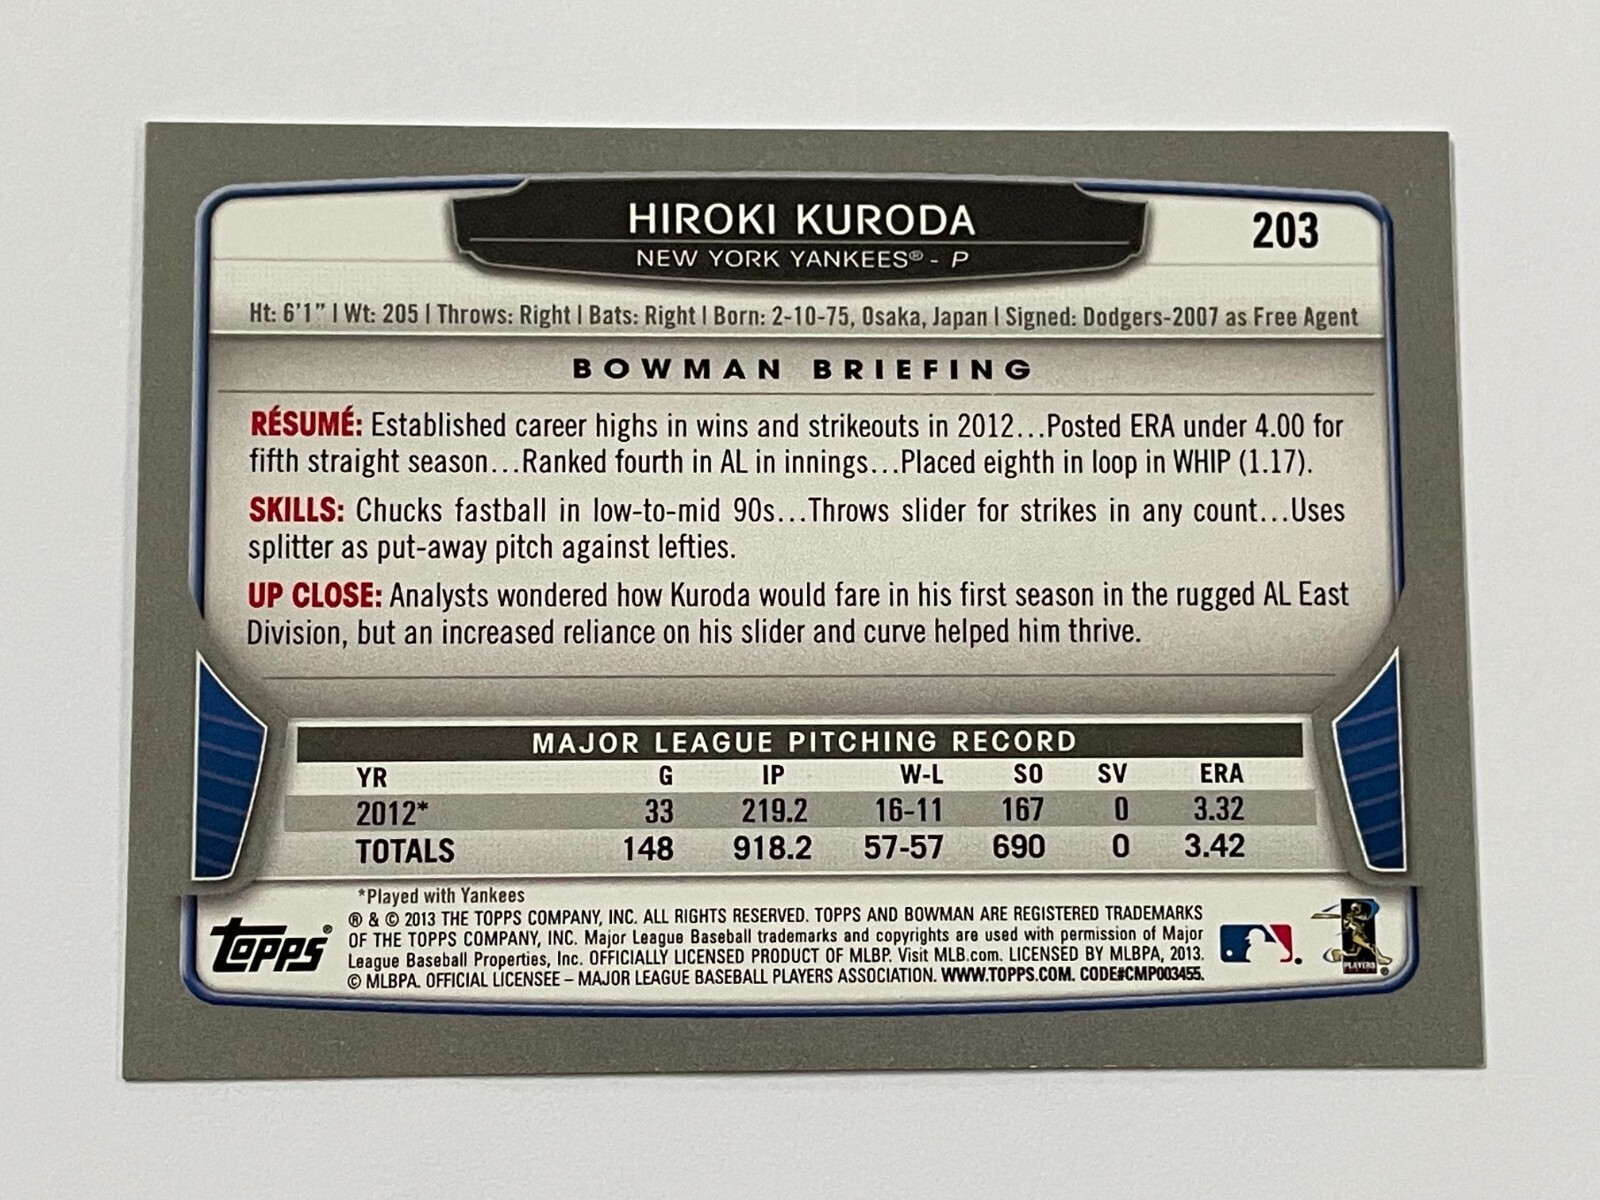 HIROKI KURODA
NEW YORK YANKEES® - P
203
Ht: 6'1" | Wt: 205 | Throws: Right | Bats: Right | Born: 2-10-75, Osaka, Japan | Signed: Dodgers-2007 as Free Agent
BOWMAN BRIEFING
RÉSUMÉ: Established career highs in wins and strikeouts in 2012...Posted ERA under 4.00 for
fifth straight season...Ranked fourth in AL in innings...Placed eighth in loop in WHIP (1.17).
SKILLS: Chucks fastball in low-to-mid 90s...Throws slider for strikes in any count...Uses
splitter as put-away pitch against lefties.
UP CLOSE: Analysts wondered how Kuroda would fare in his first season in the rugged AL East
Division, but an increased reliance on his slider and curve helped him thrive.
MAJOR LEAGUE PITCHING RECORD
YR G IP W-L SO SV ERA
2012* 33 219.2 16-11 167 0 3.32
TOTALS 148 918.2 57-57 690 0 3.42
*Played with Yankees
® & © 2013 THE TOPPS COMPANY, INC. ALL RIGHTS RESERVED. TOPPS AND BOWMAN ARE REGISTERED TRADEMARKS
OF THE TOPPS COMPANY, INC. Major League Baseball trademarks and copyrights are used with permission of Major
League Baseball Properties, Inc. OFFICIALLY LICENSED PRODUCT OF MLBP. Visit MLB.com. LICENSED BY MLBPA, 2013.
© MLBPA. OFFICIAL LICENSEE – MAJOR LEAGUE BASEBALL PLAYERS ASSOCIATION. WWW.TOPPS.COM. CODE#CMP003455.
Topps®
PLAYERS ®